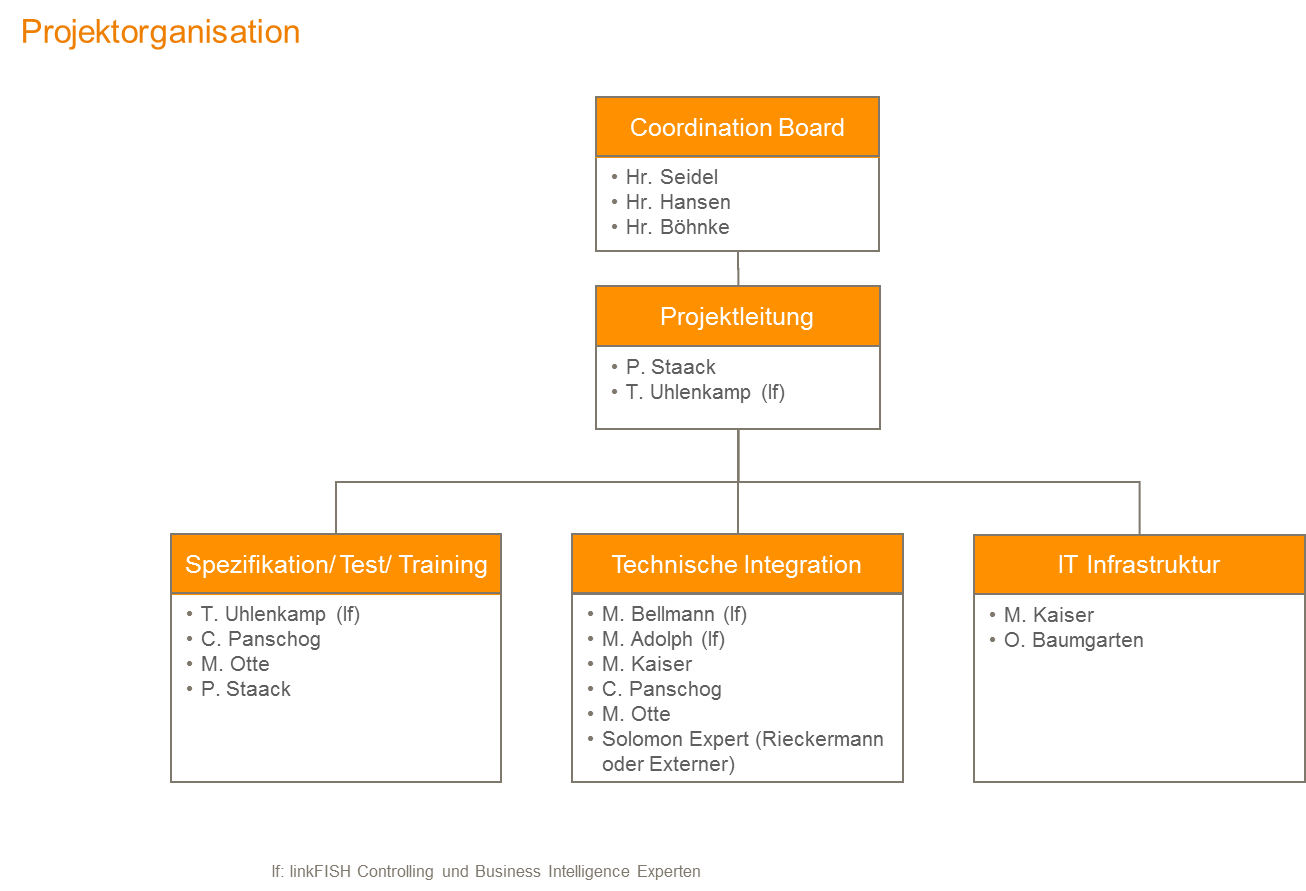 Projektorganisation
Coordination Board
• Hr. Seidel
• Hr. Hansen
• Hr. Böhnke
Projektleitung
• P. Staack
• T. Uhlenkamp (lf)
Spezifikation/ Test/ Training
• T. Uhlenkamp (lf)
• C. Panschog
• M. Otte
• P. Staack
Technische Integration
• M. Bellmann (lf)
• M. Adolph (lf)
• M. Kaiser
• C. Panschog
• M. Otte
• Solomon Expert (Rieckermann
oder Externer)
IT Infrastruktur
• M. Kaiser
• O. Baumgarten
lf: linkFISH Controlling und Business Intelligence Experten